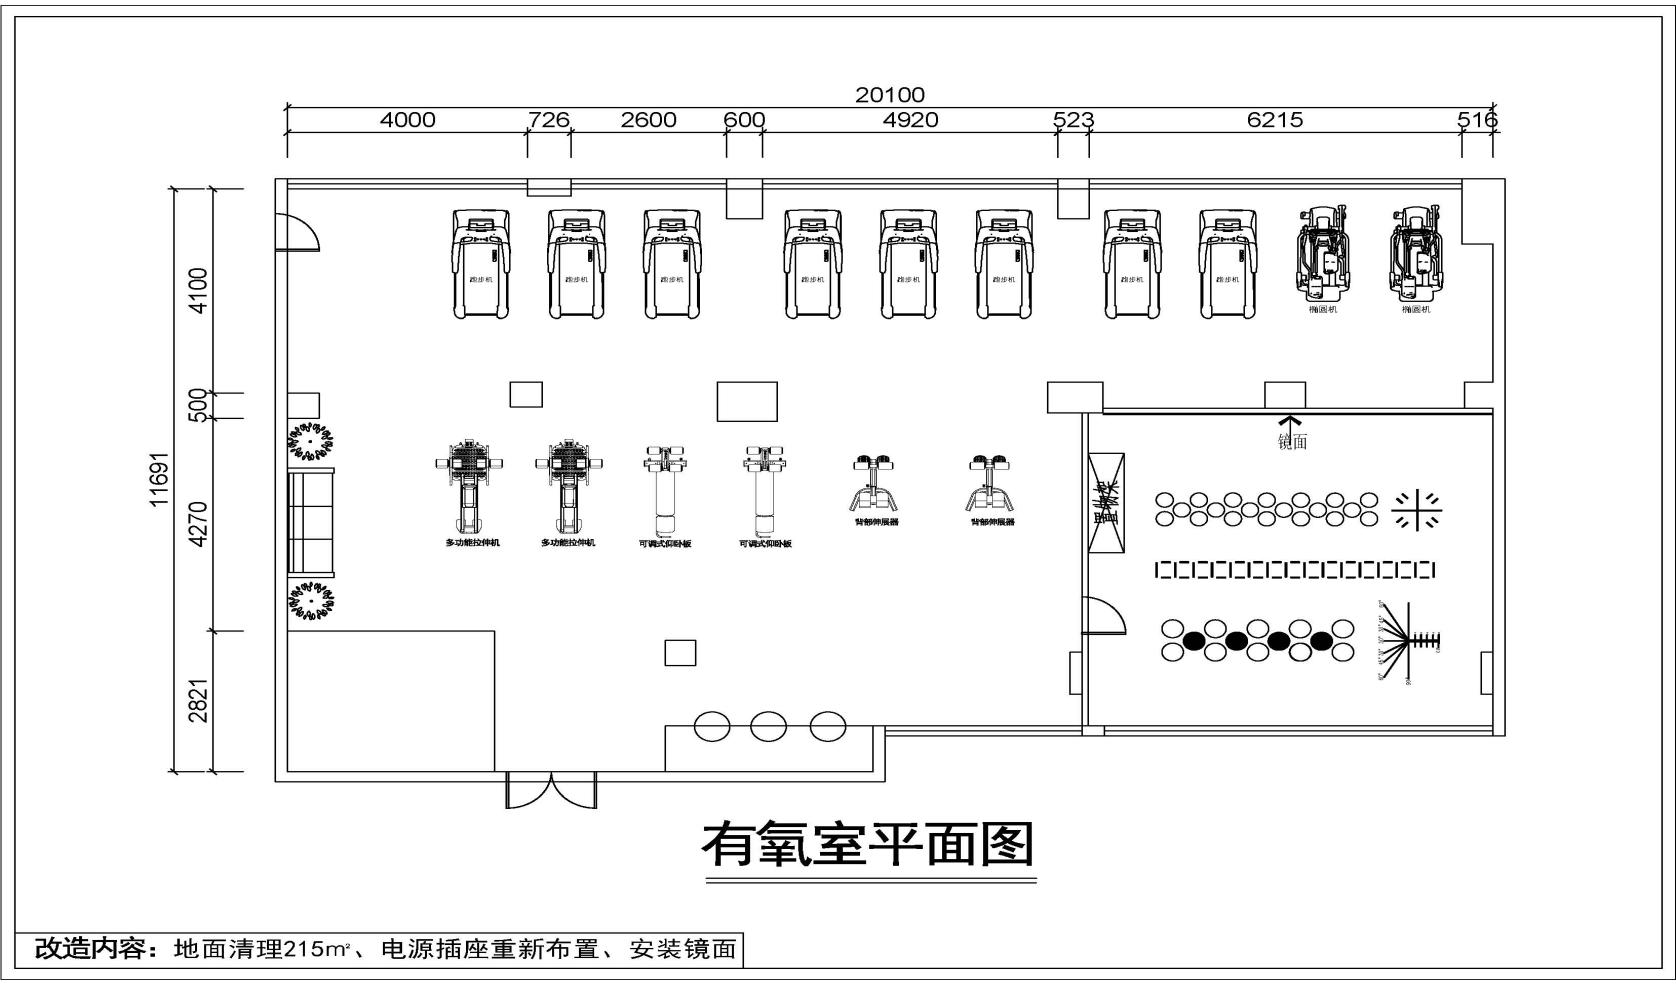 20100
4000 726 2600 600 4920 523 6215 516
11691
4100
500
4270
2821
跑步机 跑步机 跑步机 跑步机 跑步机 跑步机 跑步机 跑步机 椭圆机 椭圆机
镜面
置物架
多功能拉伸机 多功能拉伸机 可调式仰卧板 可调式仰卧板 背部伸展器 背部伸展器
有氧室平面图
改造内容：地面清理215㎡、电源插座重新布置、安装镜面